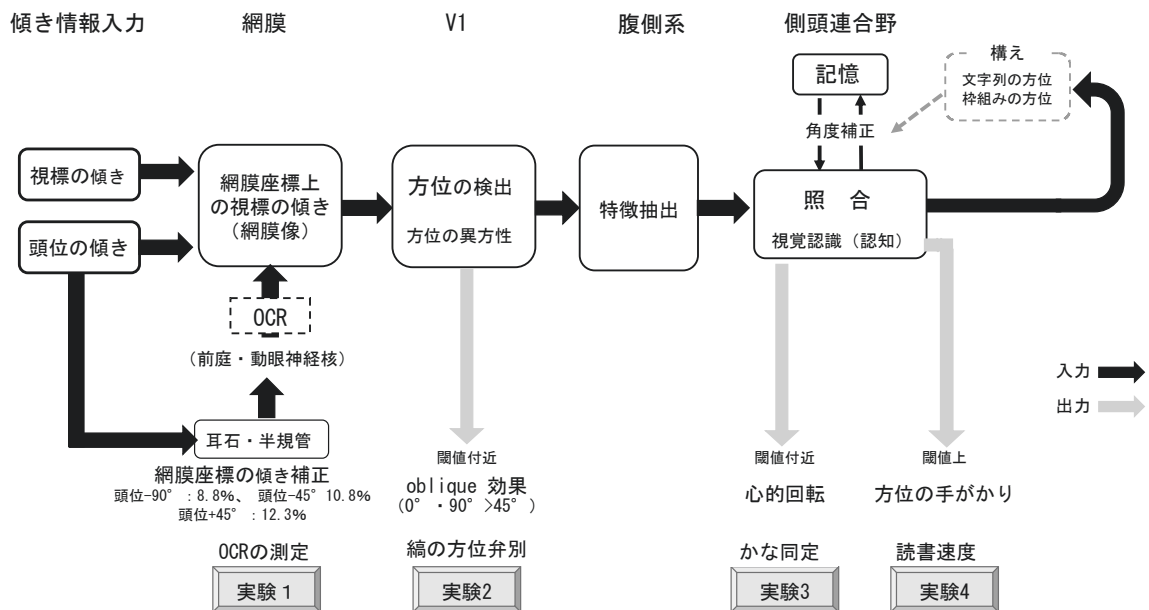 傾き情報入力
網膜
V1
腹側系
側頭連合野
記憶
構え
文字列の方位
枠組みの方位
角度補正
視標の傾き
頭位の傾き
網膜座標上
の視標の傾き
(網膜像)
方位の検出
方位の異方性
特徴抽出
照 合
視覚認識(認知)
OCR
(前庭・動眼神経核)
入力
出力
耳石・半規管
網膜座標の傾き補正
頭位-90°:8.8%、 頭位-45°10.8%
頭位+45°:12.3%
閾値付近
oblique 効果
(0°・90°>45°)
閾値付近
心的回転
閾値上
方位の手がかり
OCRの測定
縞の方位弁別
かな同定
読書速度
実験1
実験2
実験3
実験4